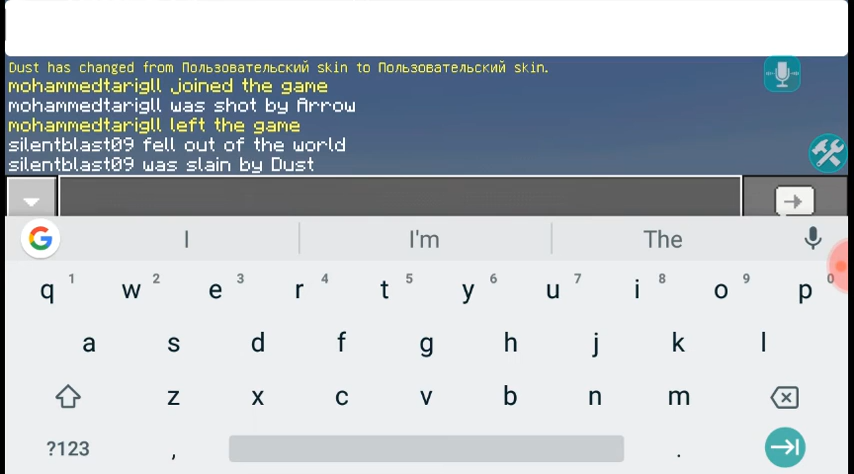 Dust has changed from Пользовательский skin to Пользовательский skin.
mohammedtarigll joined the game
mohammedtarigll was shot by Arrow
mohammedtarigll left the game
silentblast09 fell out of the world
silentblast09 was slain by Dust
G I I'm The
q 1 w 2 e 3 r 4 t 5 y 6 u 7 i 8 o 9 p 0
a s d f g h j k l
z x c v b n m
?123 , .